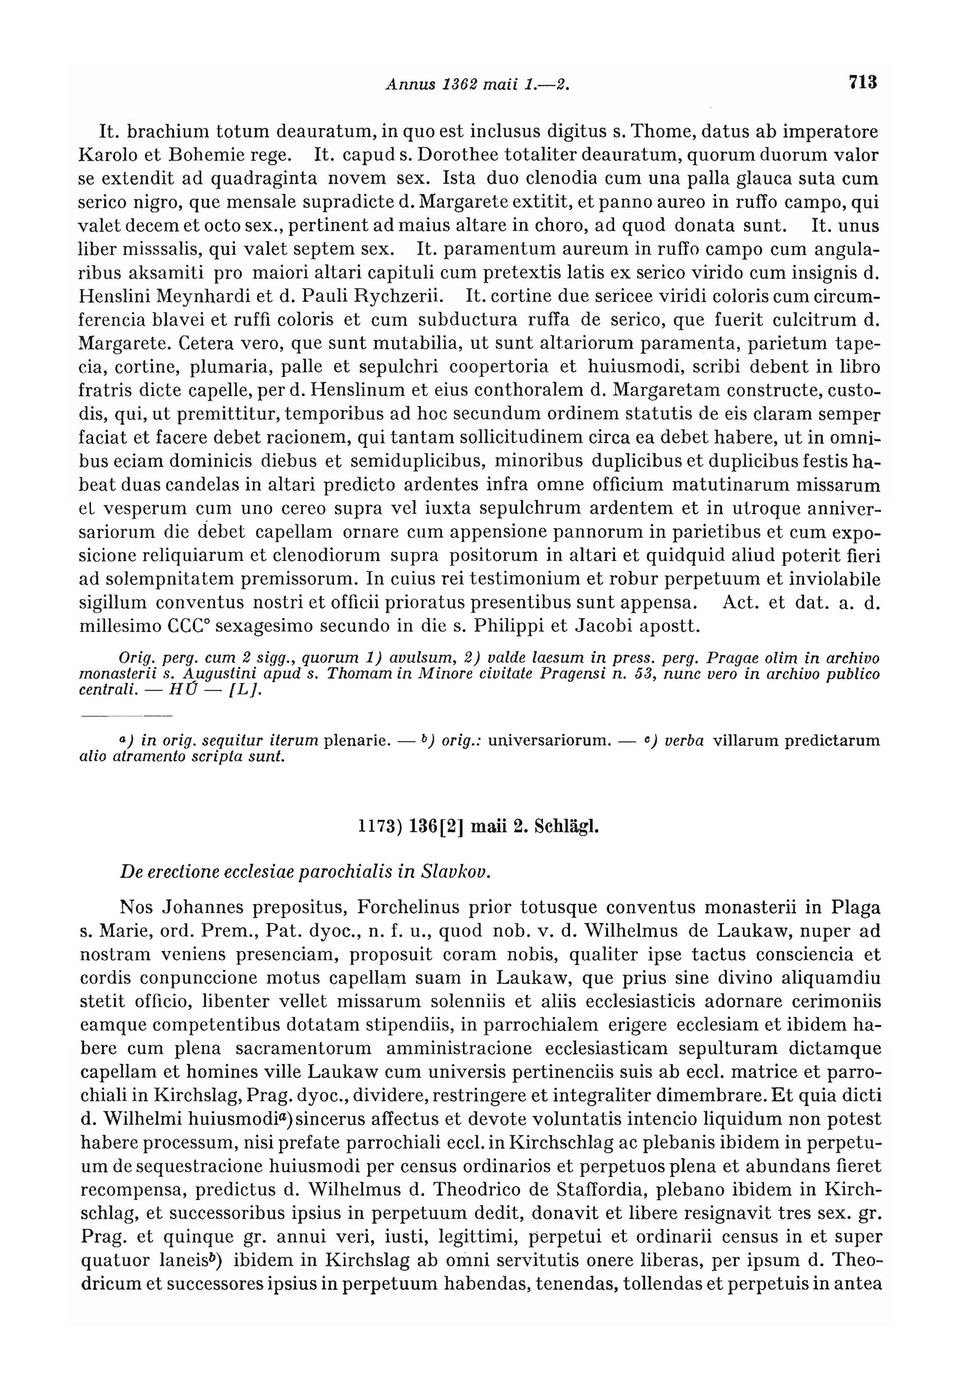 Annus 1362 maii 1.—2. 713
It. brachium totum deauratum, in quo est inclusus digitus s. Thome, datus ab imperatore
Karolo et Bohemie rege. It. capud s. Dorothee totaliter deauratum, quorum duorum valor
se extendit ad quadraginta novem sex. Ista duo clenodia cum una palla glauca suta cum
serico nigro, que mensale supradicte d. Margarete extitit, et panno aureo in ruffo campo, qui
valet decem et octo sex., pertinent ad maius altare in choro, ad quod donata sunt. It. unus
liber misssalis, qui valet septem sex. It. paramentum aureum in ruffo campo cum angula-
ribus aksamiti pro maiori altari capituli cum pretextis latis ex serico virido cum insignis d.
Henslini Meynhardi et d. Pauli Rychzerii. It. cortine due sericee viridi coloris cum circum-
ferencia blavei et ruffi coloris et cum subductura ruffa de serico, que fuerit culcitrum d.
Margarete. Cetera vero, que sunt mutabilia, ut sunt altariorum paramenta, parietum tape-
cia, cortine, plumaria, palle et sepulchri coopertoria et huiusmodi, scribi debent in libro
fratris dicte capelle, per d. Henslinum et eius conthoralem d. Margaretam constructe, custo-
dis, qui, ut premittitur, temporibus ad hoc secundum ordinem statutis de eis claram semper
faciat et facere debet racionem, qui tantam sollicitudinem circa ea debet habere, ut in omni-
bus eciam dominicis diebus et semiduplicibus, minoribus duplicibus et duplicibus festis ha-
beat duas candelas in altari predicto ardentes infra omne officium matutinarum missarum
et vesperum cum uno cereo supra vel iuxta sepulchrum ardentem et in utroque anniver-
sariorum die debet capellam ornare cum appensione pannorum in parietibus et cum expo-
sicione reliquiarum et clenodiorum supra positorum in altari et quidquid aliud poterit fieri
ad solempnitatem premissorum. In cuius rei testimonium et robur perpetuum et inviolabile
sigillum conventus nostri et officii prioratus presentibus sunt appensa. Act. et dat. a. d.
millesimo CCC° sexagesimo secundo in die s. Philippi et Jacobi apostt.
Orig. perg. cum 2 sigg., quorum 1) avulsum, 2) valde laesum in press. perg. Pragae olim in archivo
monasterii s. Augustini apud s. Thomam in Minore civitate Pragensi n. 53, nunc vero in archivo publico
centrali. — HÚ — [L].
a) in orig. sequitur iterum plenarie. — b) orig.: universariorum. — c) verba villarum predictarum
alio atramento scripta sunt.
1173) 136[2] maii 2. Schlägl.
De erectione ecclesiae parochialis in Slavkov.
Nos Johannes prepositus, Forchelinus prior totusque conventus monasterii in Plaga
s. Marie, ord. Prem., Pat. dyoc., n. f. u., quod nob. v. d. Wilhelmus de Laukaw, nuper ad
nostram veniens presenciam, proposuit coram nobis, qualiter ipse tactus consciencia et
cordis conpunccione motus capellam suam in Laukaw, que prius sine divino aliquamdiu
stetit officio, libenter vellet missarum solenniis et aliis ecclesiasticis adornare cerimoniis
eamque competentibus dotatam stipendiis, in parrochialem erigere ecclesiam et ibidem ha-
bere cum plena sacramentorum amministracione ecclesiasticam sepulturam dictamque
capellam et homines ville Laukaw cum universis pertinenciis suis ab eccl. matrice et parro-
chiali in Kirchslag, Prag. dyoc., dividere, restringere et integraliter dimembrare. Et quia dicti
d. Wilhelmi huiusmodia) sincerus affectus et devote voluntatis intencio liquidum non potest
habere processum, nisi prefate parrochiali eccl. in Kirchschlag ac plebanis ibidem in perpetu-
um de sequestracione huiusmodi per census ordinarios et perpetuos plena et abundans fieret
recompensa, predictus d. Wilhelmus d. Theodrico de Staffordia, plebano ibidem in Kirch-
schlag, et successoribus ipsius in perpetuum dedit, donavit et libere resignavit tres sex. gr.
Prag. et quinque gr. annui veri, iusti, legittimi, perpetui et ordinarii census in et super
quatuor laneisb) ibidem in Kirchslag ab omni servitutis onere liberas, per ipsum d. Theo-
dricum et successores ipsius in perpetuum habendas, tenendas, tollendas et perpetuis in antea